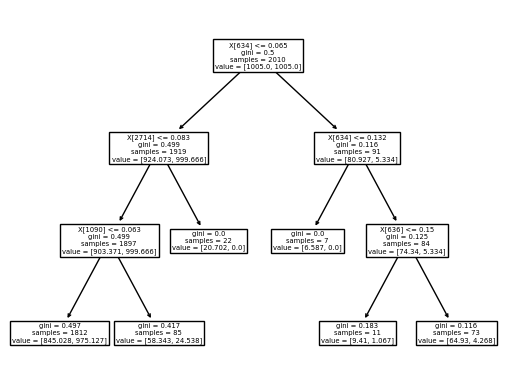 X[634] <= 0.065
gini = 0.5
samples = 2010
value = [1005.0, 1005.0]
X[2714] <= 0.083
gini = 0.499
samples = 1919
value = [924.073, 999.666]
X[634] <= 0.132
gini = 0.116
samples = 91
value = [80.927, 5.334]
X[1090] <= 0.063
gini = 0.499
samples = 1897
value = [903.371, 999.666]
gini = 0.0
samples = 22
value = [20.702, 0.0]
gini = 0.0
samples = 7
value = [6.587, 0.0]
X[636] <= 0.15
gini = 0.125
samples = 84
value = [74.34, 5.334]
gini = 0.497
samples = 1812
value = [845.028, 975.127]
gini = 0.417
samples = 85
value = [58.343, 24.538]
gini = 0.183
samples = 11
value = [9.41, 1.067]
gini = 0.116
samples = 73
value = [64.93, 4.268]